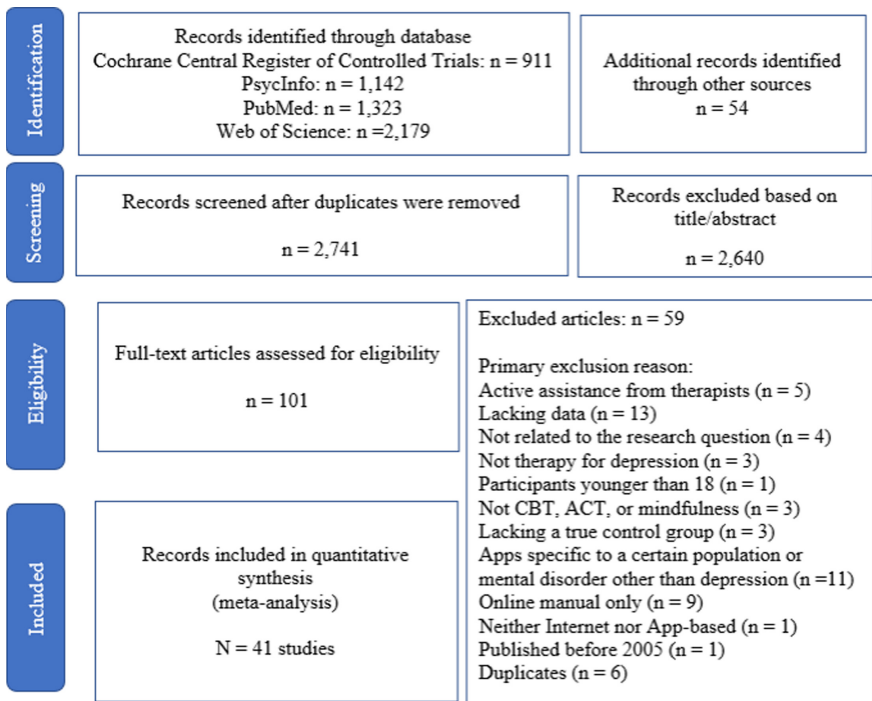 Identification
Records identified through database
Cochrane Central Register of Controlled Trials: n = 911
PsycInfo: n = 1,142
PubMed: n = 1,323
Web of Science: n =2,179
Additional records identified
through other sources
n = 54
Screening
Records screened after duplicates were removed
n = 2,741
Records excluded based on
title/abstract
n = 2,640
Eligibility
Full-text articles assessed for eligibility
n = 101
Excluded articles: n = 59
Primary exclusion reason:
Active assistance from therapists (n = 5)
Lacking data (n = 13)
Not related to the research question (n = 4)
Not therapy for depression (n = 3)
Participants younger than 18 (n = 1)
Not CBT, ACT, or mindfulness (n = 3)
Lacking a true control group (n = 3)
Apps specific to a certain population or
mental disorder other than depression (n =11)
Online manual only (n = 9)
Neither Internet nor App-based (n = 1)
Published before 2005 (n = 1)
Duplicates (n = 6)
Included
Records included in quantitative
synthesis
(meta-analysis)
N = 41 studies